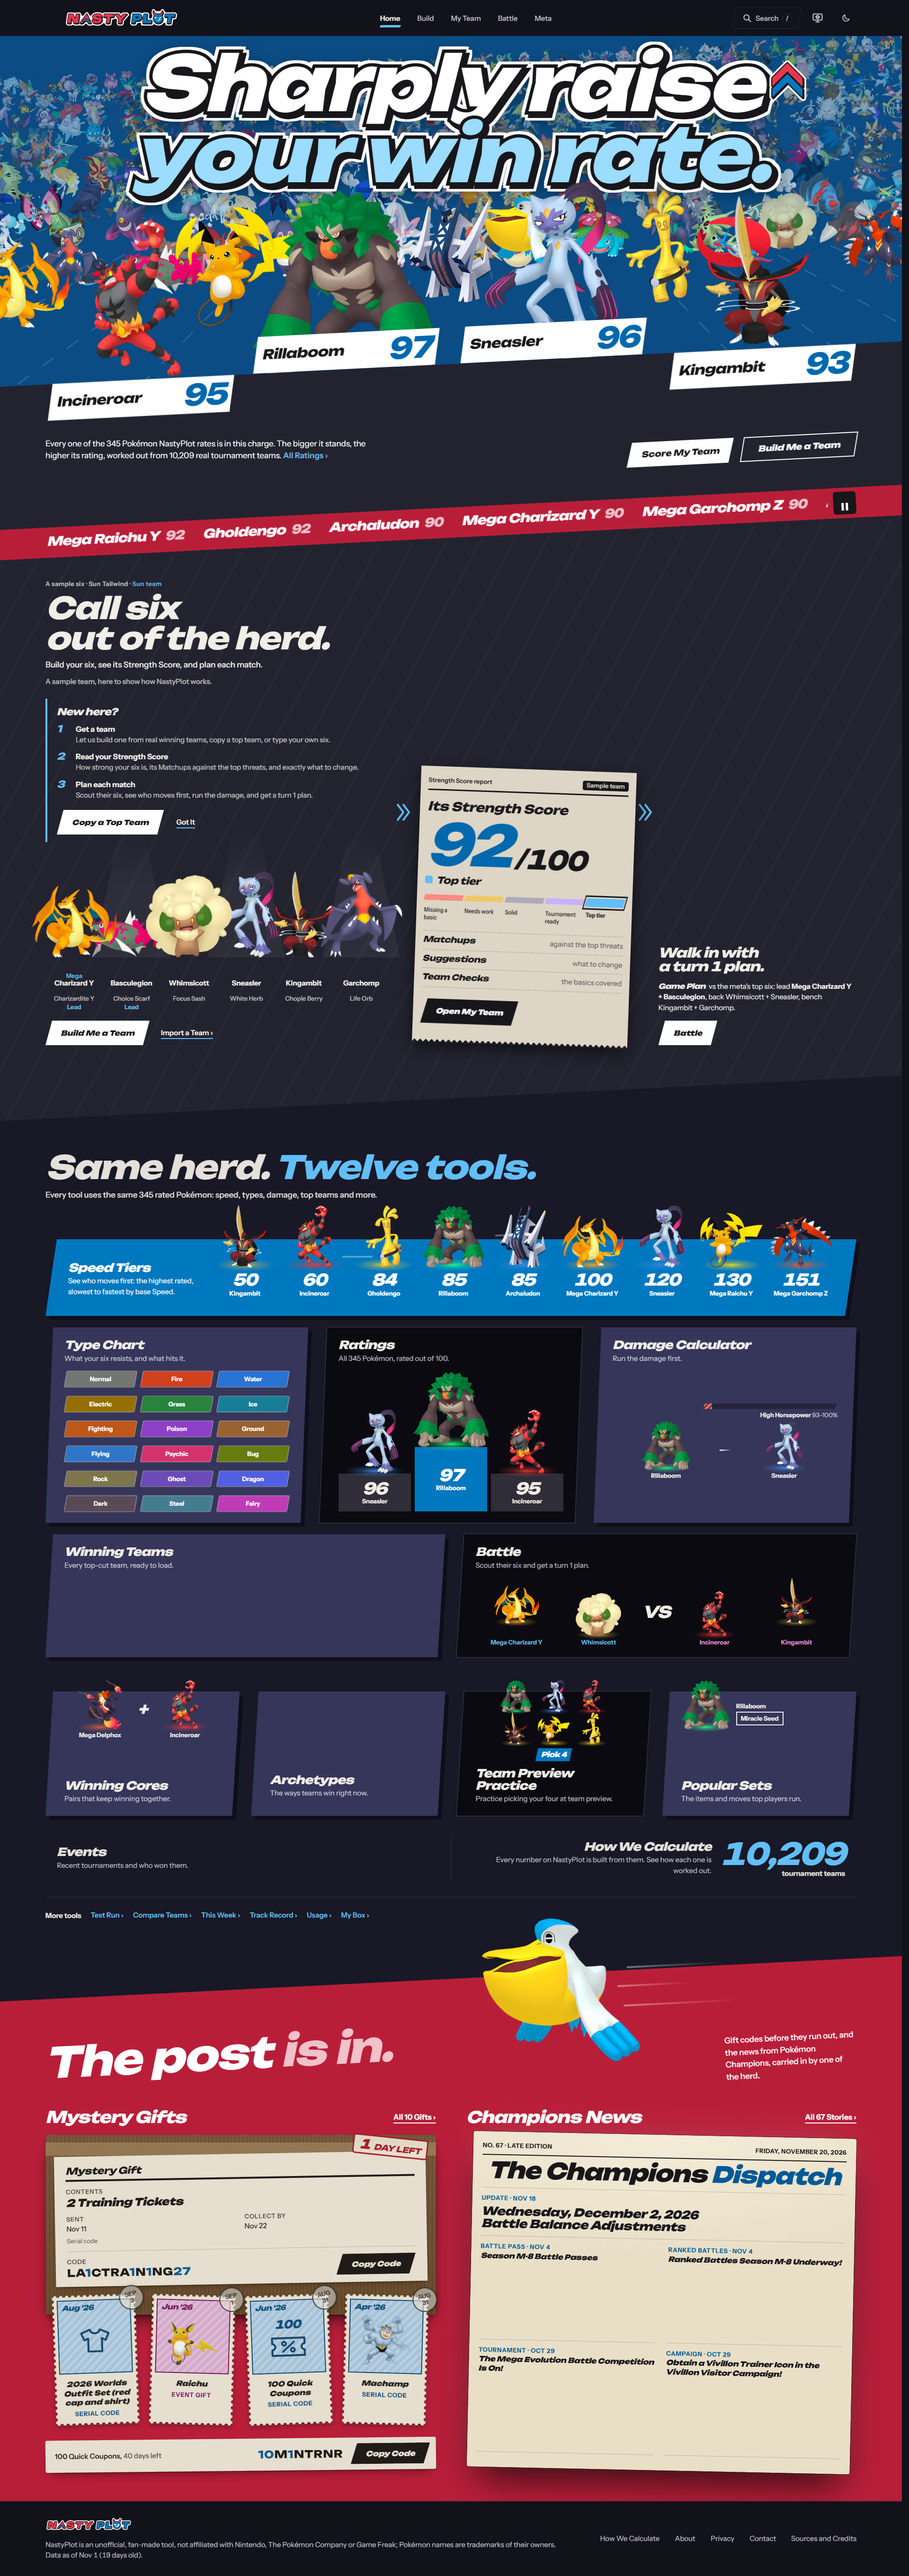 NASTY PLOT
Home
Build
My Team
Battle
Meta
Search /
Sharply raise
your win rate.
Incineroar 95
Rillaboom 97
Sneasler 96
Kingambit 93
Every one of the 345 Pokémon NastyPlot rates is in this charge. The bigger it stands, the
higher its rating, worked out from 10,209 real tournament teams. All Ratings ›
Score My Team
Build Me a Team
Mega Raichu Y 92
Gholdengo 92
Archaludon 90
Mega Charizard Y 90
Mega Garchomp Z 90
A sample six · Sun Tailwind · Sun team
Call six
out of the herd.
Build your six, see its Strength Score, and plan each match.
A sample team, here to show how NastyPlot works.
New here?
1 Get a team
Let us build one from real winning teams, copy a top team, or type your own six.
2 Read your Strength Score
How strong your six is, its Matchups against the top threats, and exactly what to change.
3 Plan each match
Scout their six, see who moves first, run the damage, and get a turn 1 plan.
Copy a Top Team
Got It
Mega
Charizard Y
Charizardite Y
Lead
Basculegion
Choice Scarf
Lead
Whimsicott
Focus Sash
Sneasler
White Herb
Kingambit
Chople Berry
Garchomp
Life Orb
Build Me a Team
Import a Team ›
Strength Score report
Sample team
Its Strength Score
92/100
Top tier
Missing a
basic
Needs work
Solid
Tournament
ready
Top tier
Matchups against the top threats
Suggestions what to change
Team Checks the basics covered
Open My Team
Walk in with
a turn 1 plan.
Game Plan vs the meta's top six: lead Mega Charizard Y
+ Basculegion, back Whimsicott + Sneasler, bench
Kingambit + Garchomp.
Battle
Same herd. Twelve tools.
Every tool uses the same 345 rated Pokémon: speed, types, damage, top teams and more.
Speed Tiers
See who moves first: the highest rated,
slowest to fastest by base Speed.
50
Kingambit
60
Incineroar
84
Gholdengo
85
Rillaboom
85
Archaludon
100
Mega Charizard Y
120
Sneasler
130
Mega Raichu Y
151
Mega Garchomp Z
Type Chart
What your six resists, and what hits it.
Normal
Fire
Water
Electric
Grass
Ice
Fighting
Poison
Ground
Flying
Psychic
Bug
Rock
Ghost
Dragon
Dark
Steel
Fairy
Ratings
All 345 Pokémon, rated out of 100.
96
Sneasler
97
Rillaboom
95
Incineroar
Damage Calculator
Run the damage first.
High Horsepower 93–100%
Rillaboom
Sneasler
Winning Teams
Every top-cut team, ready to load.
Battle
Scout their six and get a turn 1 plan.
Mega Charizard Y
Whimsicott
VS
Incineroar
Kingambit
Mega Delphox
+
Incineroar
Winning Cores
Pairs that keep winning together.
Archetypes
The ways teams win right now.
Pick 4
Team Preview
Practice
Practice picking your four at team preview.
Rillaboom
Miracle Seed
Popular Sets
The items and moves top players run.
Events
Recent tournaments and who won them.
How We Calculate
Every number on NastyPlot is built from them. See how each one is
worked out.
10,209
tournament teams
More tools
Test Run ›
Compare Teams ›
This Week ›
Track Record ›
Usage ›
My Box ›
The post is in.
Gift codes before they run out, and
the news from Pokémon
Champions, carried in by one of
the herd.
Mystery Gifts
All 10 Gifts ›
1 DAY LEFT
Mystery Gift
CONTENTS
2 Training Tickets
SENT
Nov 11
COLLECT BY
Nov 22
Serial code
CODE
LA1CTRA1N1NG27
Copy Code
Aug '26
SEP
2026 Worlds
Outfit Set (red
cap and shirt)
SERIAL CODE
Jun '26
SEP
Raichu
EVENT GIFT
Jun '26
AUG
31
100
100 Quick
Coupons
SERIAL CODE
Apr '26
AUG
31
Machamp
SERIAL CODE
100 Quick Coupons, 40 days left
10M1NTRNR
Copy Code
Champions News
All 67 Stories ›
NO. 67 · LATE EDITION
FRIDAY, NOVEMBER 20, 2026
The Champions Dispatch
UPDATE · NOV 18
Wednesday, December 2, 2026
Battle Balance Adjustments
BATTLE PASS · NOV 4
Season M-8 Battle Passes
RANKED BATTLES · NOV 4
Ranked Battles Season M-8 Underway!
TOURNAMENT · OCT 29
The Mega Evolution Battle Competition
Is On!
CAMPAIGN · OCT 29
Obtain a Vivillon Trainer Icon in the
Vivillon Visitor Campaign!
NASTY PLOT
NastyPlot is an unofficial, fan-made tool, not affiliated with Nintendo, The Pokémon Company or Game Freak; Pokémon names are trademarks of their owners.
Data as of Nov 1 (19 days old).
How We Calculate
About
Privacy
Contact
Sources and Credits